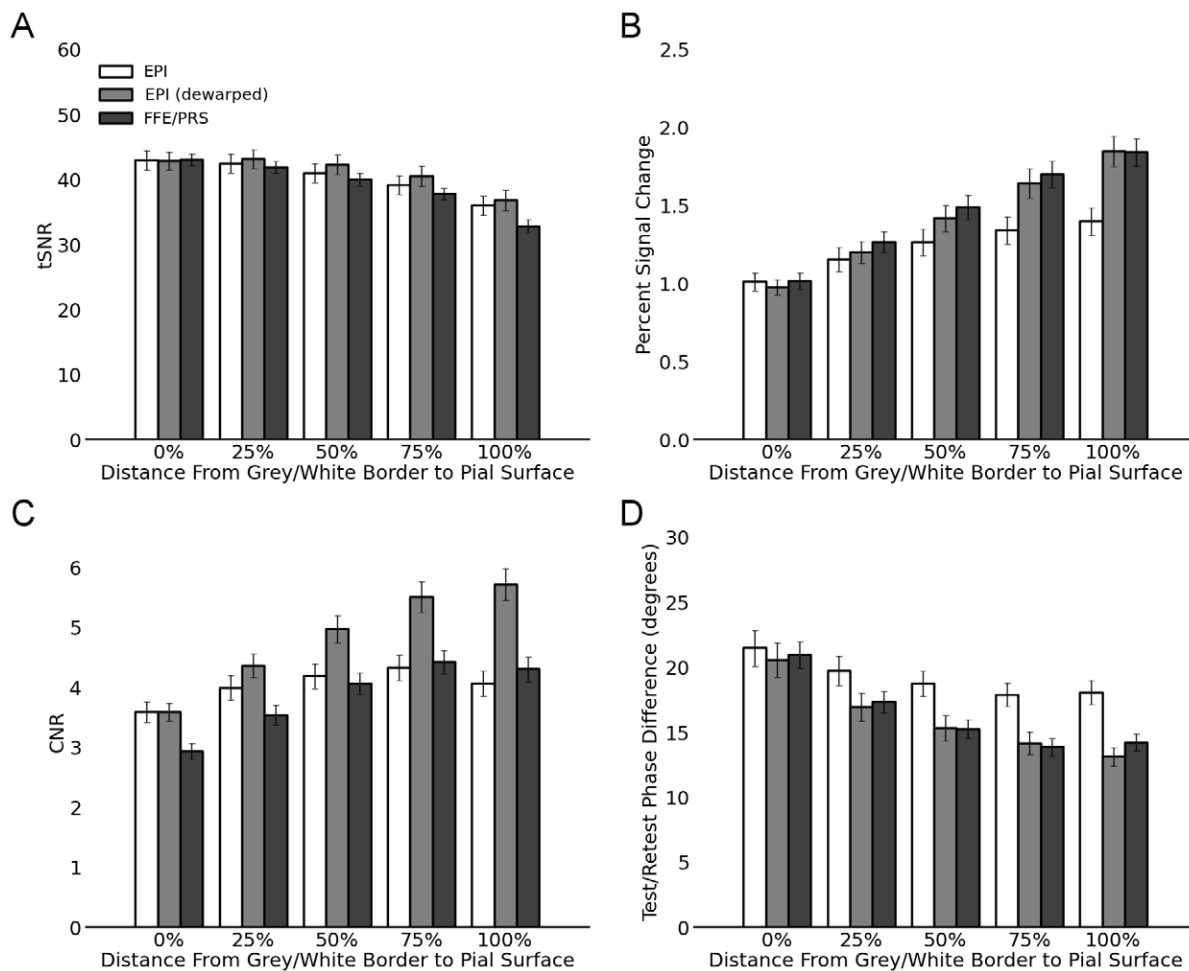 A
60
50
40
30
20
10
0
tSNR
EPI
EPI (dewarped)
FFE/PRS
0% 25% 50% 75% 100%
Distance From Grey/White Border to Pial Surface
B
2.5
2.0
1.5
1.0
0.5
0.0
Percent Signal Change
0% 25% 50% 75% 100%
Distance From Grey/White Border to Pial Surface
C
6
5
4
3
2
1
0
CNR
0% 25% 50% 75% 100%
Distance From Grey/White Border to Pial Surface
D
30
25
20
15
10
5
0
Test/Retest Phase Difference (degrees)
0% 25% 50% 75% 100%
Distance From Grey/White Border to Pial Surface